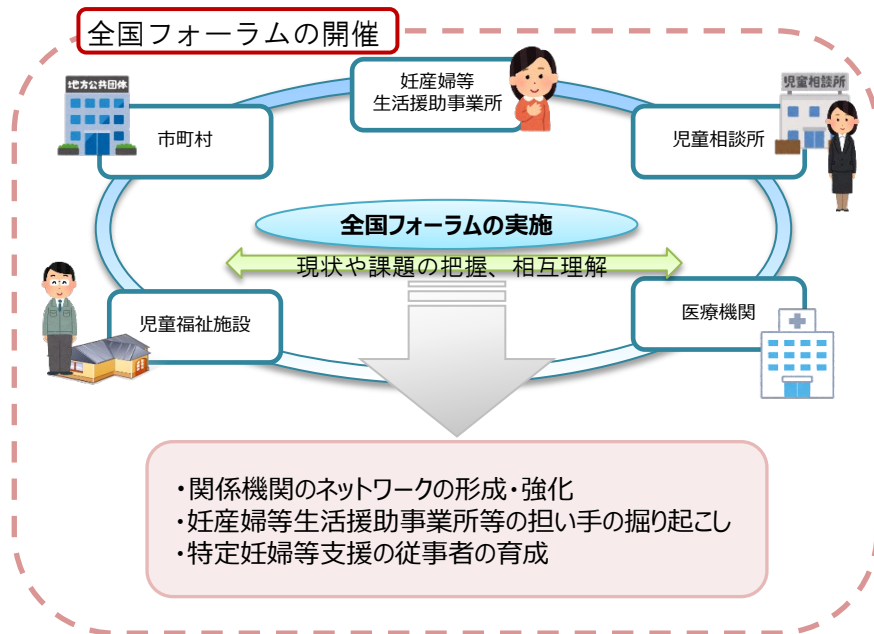 全国フォーラムの開催
地方公共団体
市町村
妊産婦等
生活援助事業所
児童相談所
児童相談所
全国フォーラムの実施
現状や課題の把握、相互理解
児童福祉施設
医療機関
・関係機関のネットワークの形成・強化
・妊産婦等生活援助事業所等の担い手の掘り起こし
・特定妊婦等支援の従事者の育成